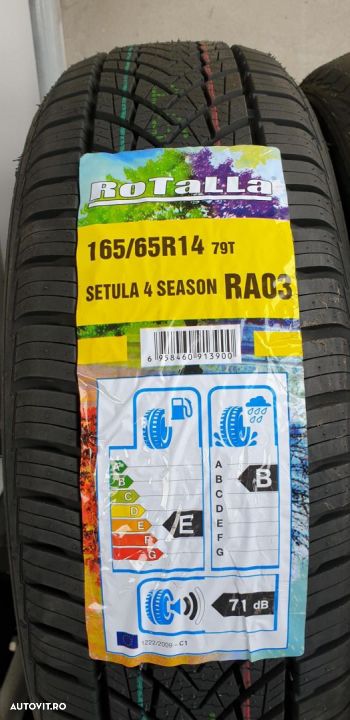 RoTalla
165/65R14 79T
SETULA 4 SEASON RA03
6 958460 913900
A
B
C
D
E
F
G
E
A
B
C
D
E
F
G
B
71 dB
1222/2009 - C1
AUTOVIT.RO